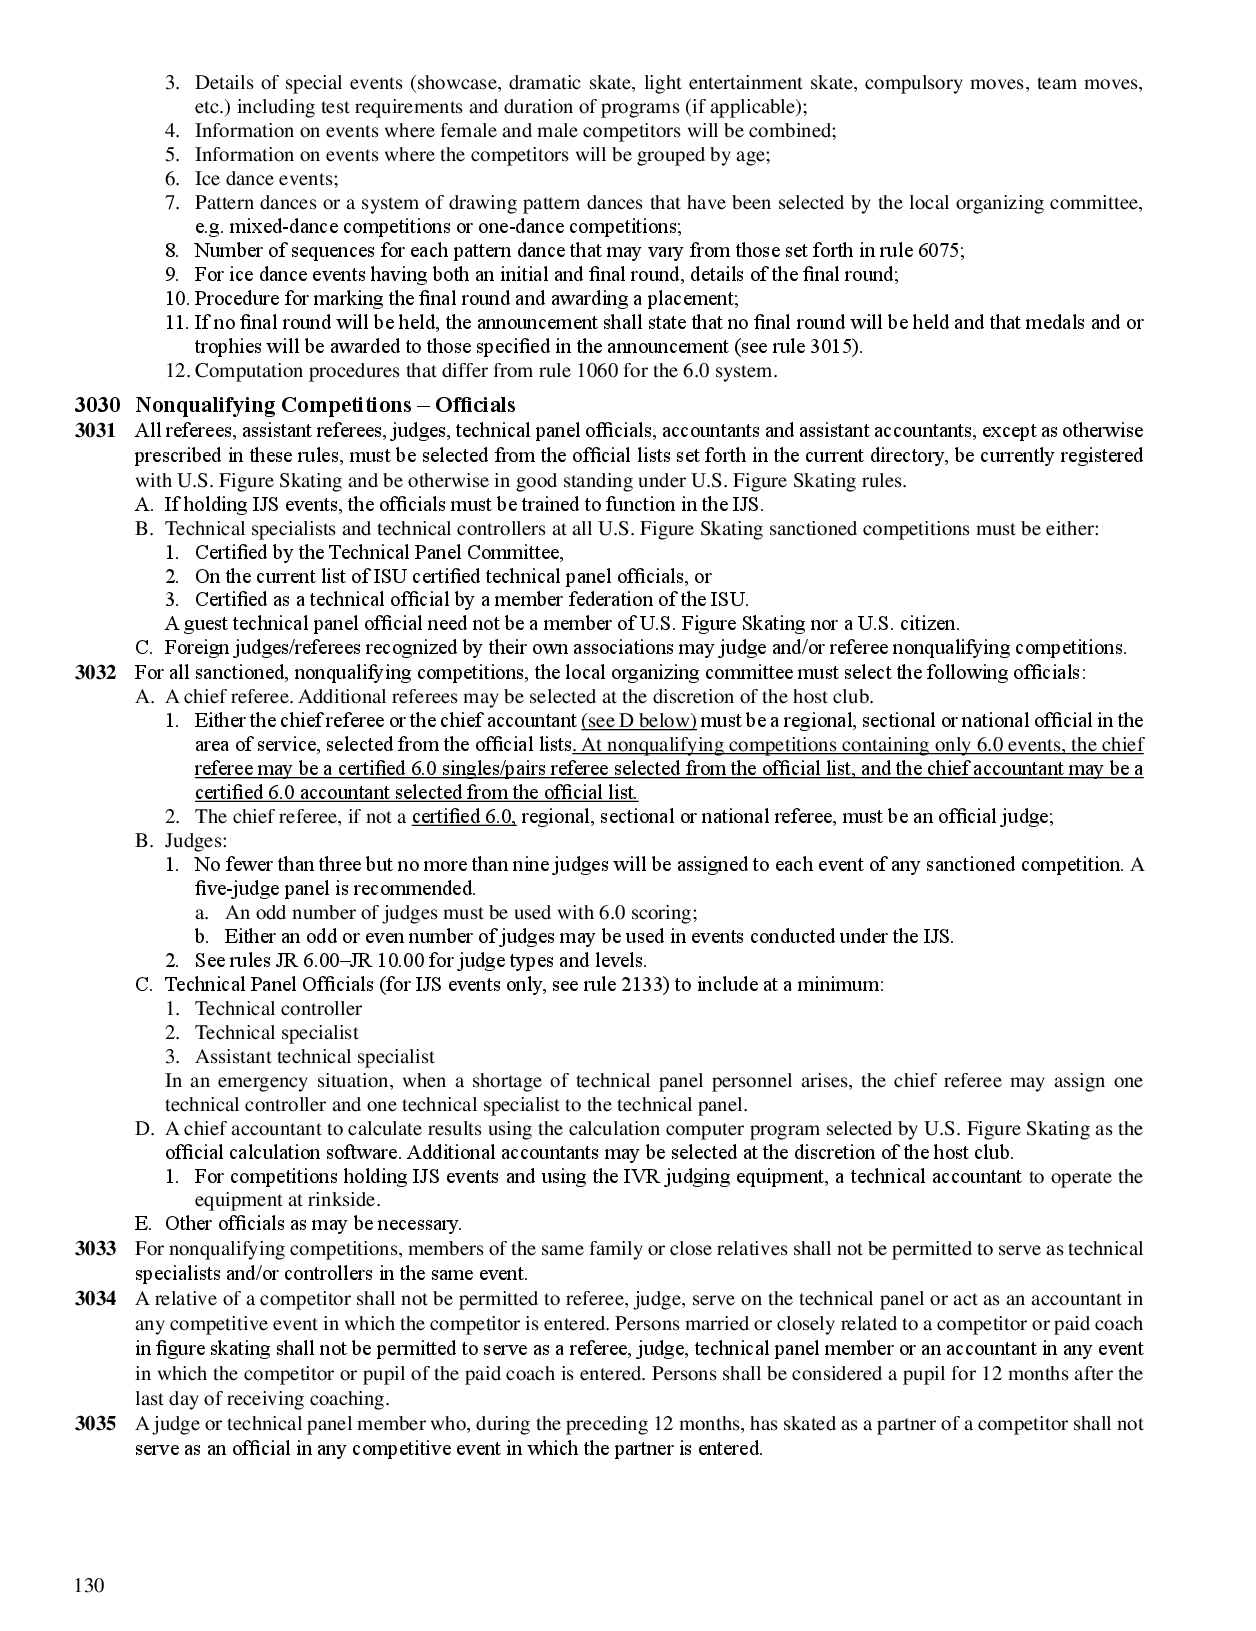 3. Details of special events (showcase, dramatic skate, light entertainment skate, compulsory moves, team moves,
etc.) including test requirements and duration of programs (if applicable);
4. Information on events where female and male competitors will be combined;
5. Information on events where the competitors will be grouped by age;
6. Ice dance events;
7. Pattern dances or a system of drawing pattern dances that have been selected by the local organizing committee,
e.g. mixed-dance competitions or one-dance competitions;
8. Number of sequences for each pattern dance that may vary from those set forth in rule 6075;
9. For ice dance events having both an initial and final round, details of the final round;
10. Procedure for marking the final round and awarding a placement;
11. If no final round will be held, the announcement shall state that no final round will be held and that medals and or
trophies will be awarded to those specified in the announcement (see rule 3015).
12. Computation procedures that differ from rule 1060 for the 6.0 system.
3030 Nonqualifying Competitions – Officials
3031 All referees, assistant referees, judges, technical panel officials, accountants and assistant accountants, except as otherwise
prescribed in these rules, must be selected from the official lists set forth in the current directory, be currently registered
with U.S. Figure Skating and be otherwise in good standing under U.S. Figure Skating rules.
A. If holding IJS events, the officials must be trained to function in the IJS.
B. Technical specialists and technical controllers at all U.S. Figure Skating sanctioned competitions must be either:
1. Certified by the Technical Panel Committee,
2. On the current list of ISU certified technical panel officials, or
3. Certified as a technical official by a member federation of the ISU.
A guest technical panel official need not be a member of U.S. Figure Skating nor a U.S. citizen.
C. Foreign judges/referees recognized by their own associations may judge and/or referee nonqualifying competitions.
3032 For all sanctioned, nonqualifying competitions, the local organizing committee must select the following officials:
A. A chief referee. Additional referees may be selected at the discretion of the host club.
1. Either the chief referee or the chief accountant (see D below) must be a regional, sectional or national official in the
area of service, selected from the official lists. At nonqualifying competitions containing only 6.0 events, the chief
referee may be a certified 6.0 singles/pairs referee selected from the official list, and the chief accountant may be a
certified 6.0 accountant selected from the official list.
2. The chief referee, if not a certified 6.0, regional, sectional or national referee, must be an official judge;
B. Judges:
1. No fewer than three but no more than nine judges will be assigned to each event of any sanctioned competition. A
five-judge panel is recommended.
a. An odd number of judges must be used with 6.0 scoring;
b. Either an odd or even number of judges may be used in events conducted under the IJS.
2. See rules JR 6.00–JR 10.00 for judge types and levels.
C. Technical Panel Officials (for IJS events only, see rule 2133) to include at a minimum:
1. Technical controller
2. Technical specialist
3. Assistant technical specialist
In an emergency situation, when a shortage of technical panel personnel arises, the chief referee may assign one
technical controller and one technical specialist to the technical panel.
D. A chief accountant to calculate results using the calculation computer program selected by U.S. Figure Skating as the
official calculation software. Additional accountants may be selected at the discretion of the host club.
1. For competitions holding IJS events and using the IVR judging equipment, a technical accountant to operate the
equipment at rinkside.
E. Other officials as may be necessary.
3033 For nonqualifying competitions, members of the same family or close relatives shall not be permitted to serve as technical
specialists and/or controllers in the same event.
3034 A relative of a competitor shall not be permitted to referee, judge, serve on the technical panel or act as an accountant in
any competitive event in which the competitor is entered. Persons married or closely related to a competitor or paid coach
in figure skating shall not be permitted to serve as a referee, judge, technical panel member or an accountant in any event
in which the competitor or pupil of the paid coach is entered. Persons shall be considered a pupil for 12 months after the
last day of receiving coaching.
3035 A judge or technical panel member who, during the preceding 12 months, has skated as a partner of a competitor shall not
serve as an official in any competitive event in which the partner is entered.
130